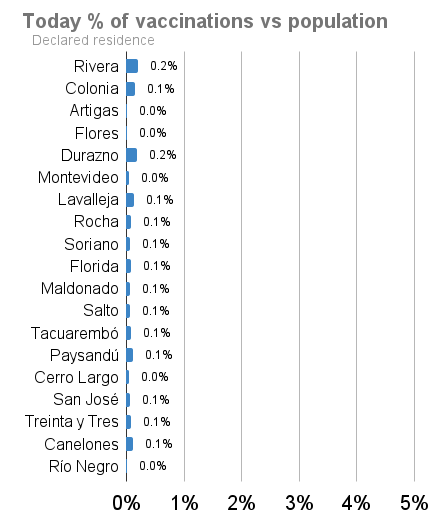 Today % of vaccinations vs population
Declared residence
Rivera 0.2%
Colonia 0.1%
Artigas 0.0%
Flores 0.0%
Durazno 0.2%
Montevideo 0.0%
Lavalleja 0.1%
Rocha 0.1%
Soriano 0.1%
Florida 0.1%
Maldonado 0.1%
Salto 0.1%
Tacuarembó 0.1%
Paysandú 0.1%
Cerro Largo 0.0%
San José 0.1%
Treinta y Tres 0.1%
Canelones 0.1%
Río Negro 0.0%
0% 1% 2% 3% 4% 5%